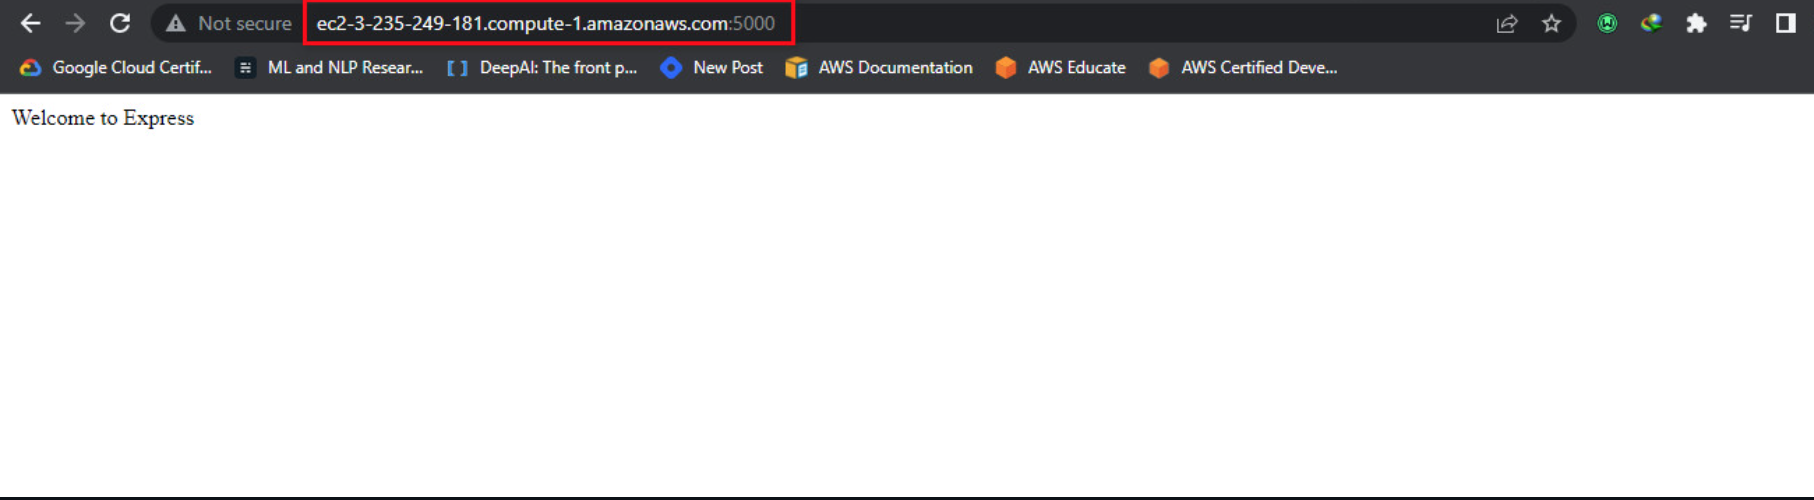 Not secure ec2-3-235-249-181.compute-1.amazonaws.com:5000
Google Cloud Certif... ML and NLP Resear... DeepAI: The front p... New Post AWS Documentation AWS Educate AWS Certified Deve...
Welcome to Express